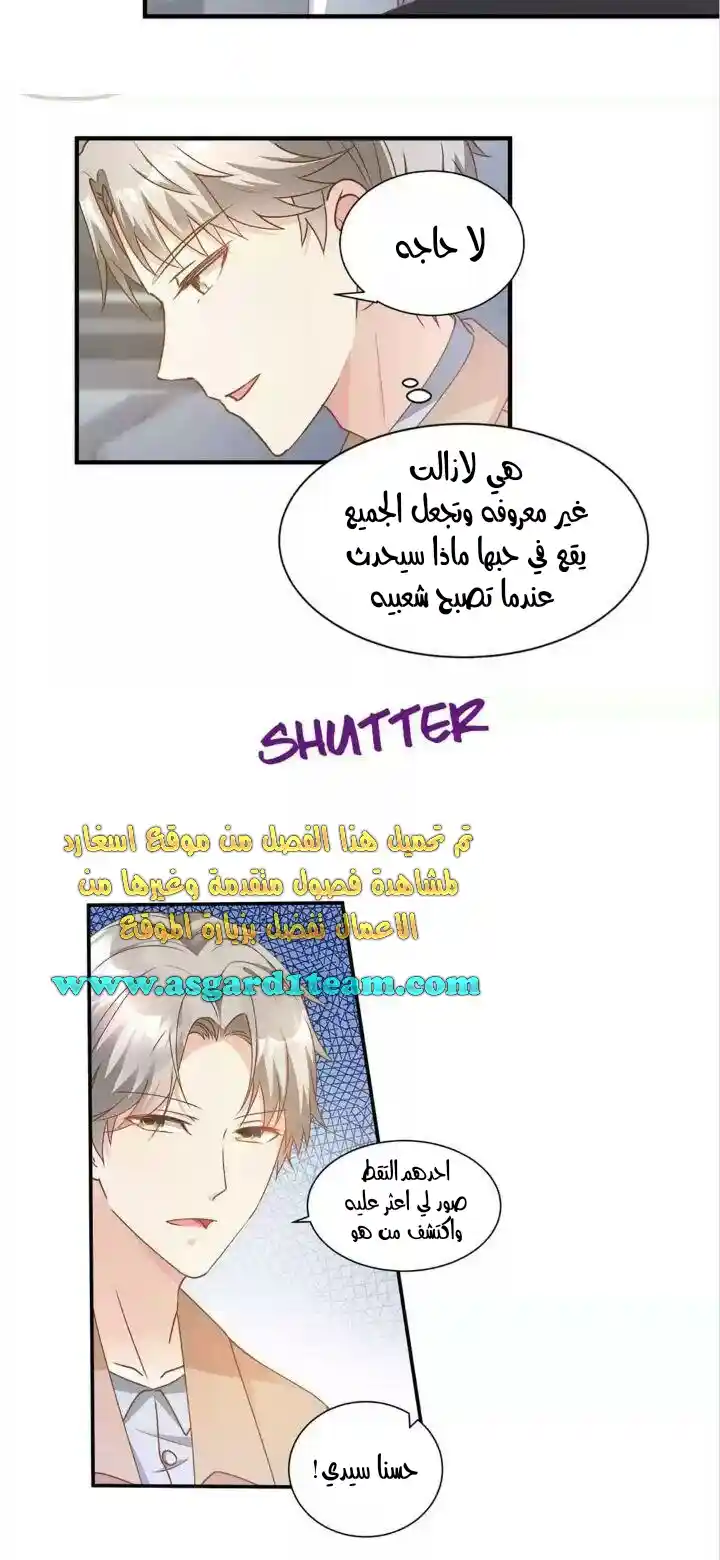 لا حاجه
هي لازالت
غير معروفه وتجعل الجميع
يقع في حبها ماذا سيحدث
عندما تصبح شعبيه
SHUTTER
تم تحميل هذا الفصل من موقع اسغارد
لمشاهدة فصول متقدمة وغيرها من
الاعمال تفضل بزيارة الموقع
www.asgard1team.com
احدهم التقط
صور لي اعثر عليه
واكتشف من هو
حسنا سيدي!